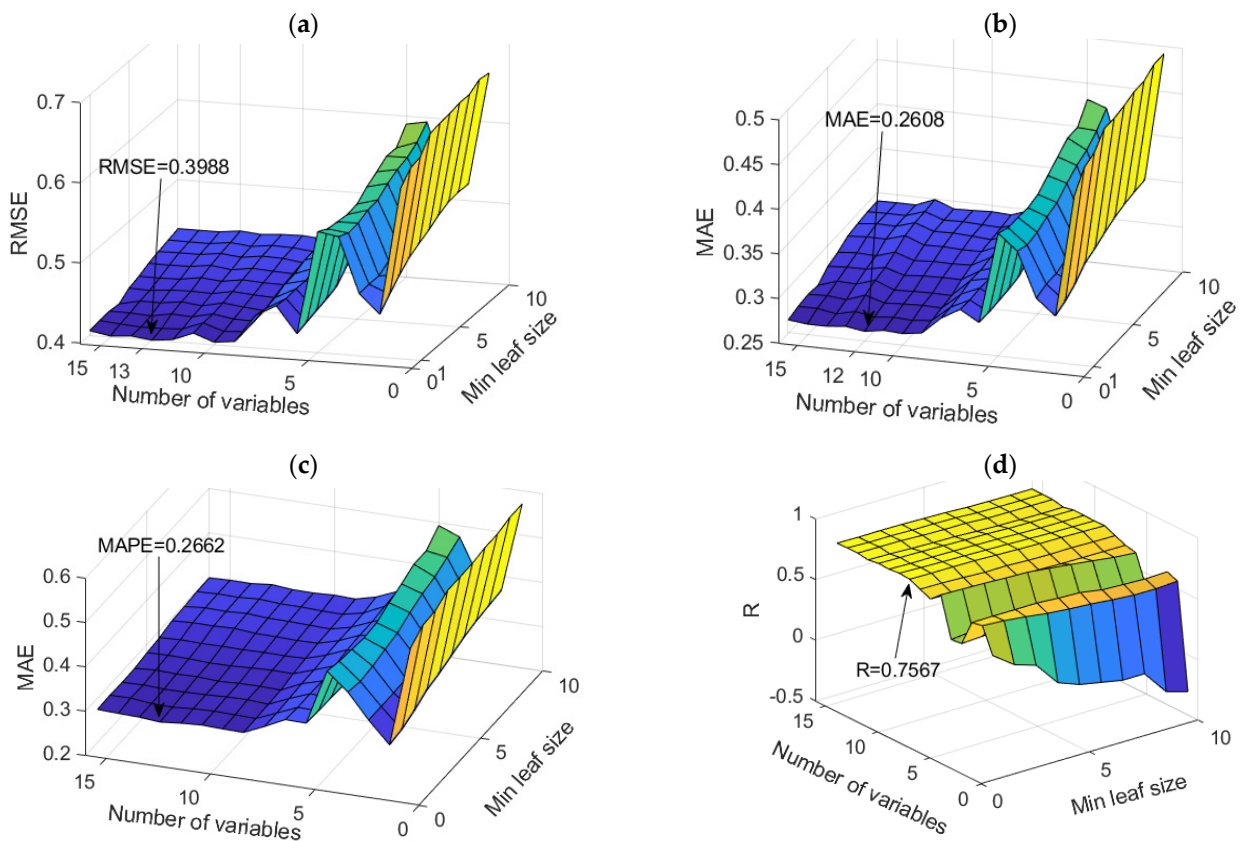 (a)
0.7
0.6
0.5
0.4
RMSE
RMSE=0.3988
15
13
10
5
0
Number of variables
0
1
5
10
Min leaf size
(b)
0.5
0.45
0.4
0.35
0.3
0.25
MAE
MAE=0.2608
15
12
10
5
0
Number of variables
0
1
5
10
Min leaf size
(c)
0.6
0.5
0.4
0.3
0.2
MAE
MAPE=0.2662
15
10
5
0
Number of variables
0
5
10
Min leaf size
(d)
1
0.5
0
-0.5
R
R=0.7567
15
10
5
0
Number of variables
0
5
10
Min leaf size